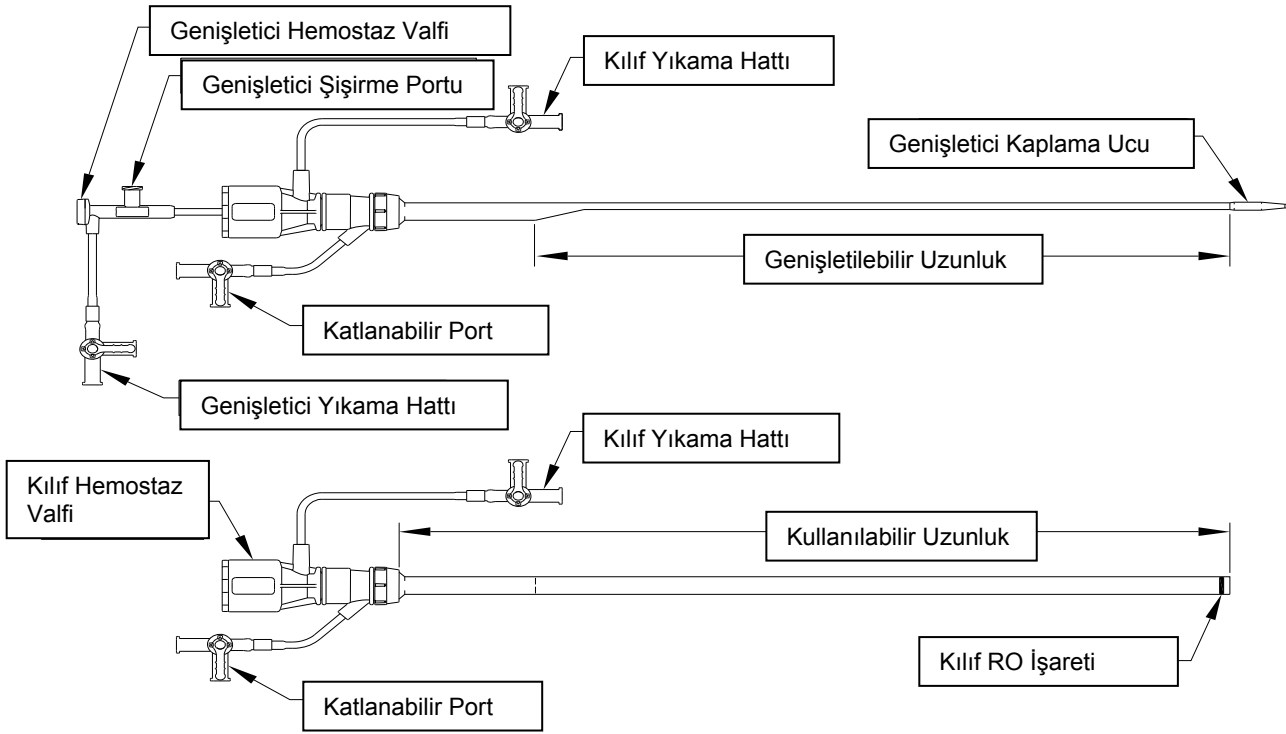 Genişletici Hemostaz Valfi
Kılıf Yıkama Hattı
Genişletici Şişirme Portu
Genişletici Kaplama Ucu
Genişletilebilir Uzunluk
Katlanabilir Port
Genişletici Yıkama Hattı
Kılıf Yıkama Hattı
Kılıf Hemostaz
Valfi
Kullanılabilir Uzunluk
Kılıf RO İşareti
Katlanabilir Port